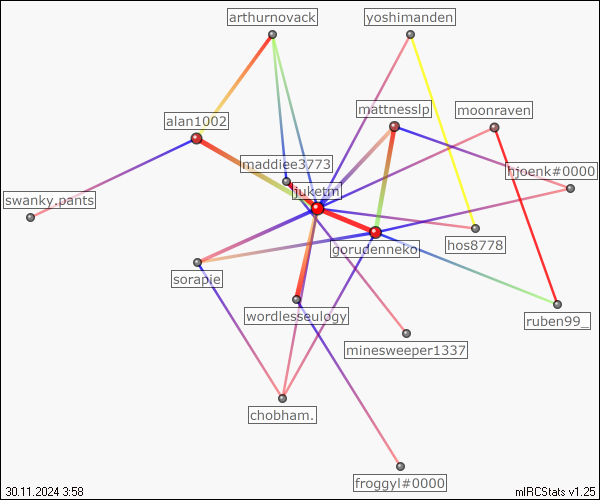 arthurnovack
yoshimanden
mattnesslp
moonraven
alan1002
maddiee3773
hjoenk#0000
jukerm
swanky.pants
gorudenneko
hos8778
sorapie
wordlesseulogy
ruben99_
minesweeper1337
chobham.
froggyl#0000
30.11.2024 3:58
mIRCStats v1.25